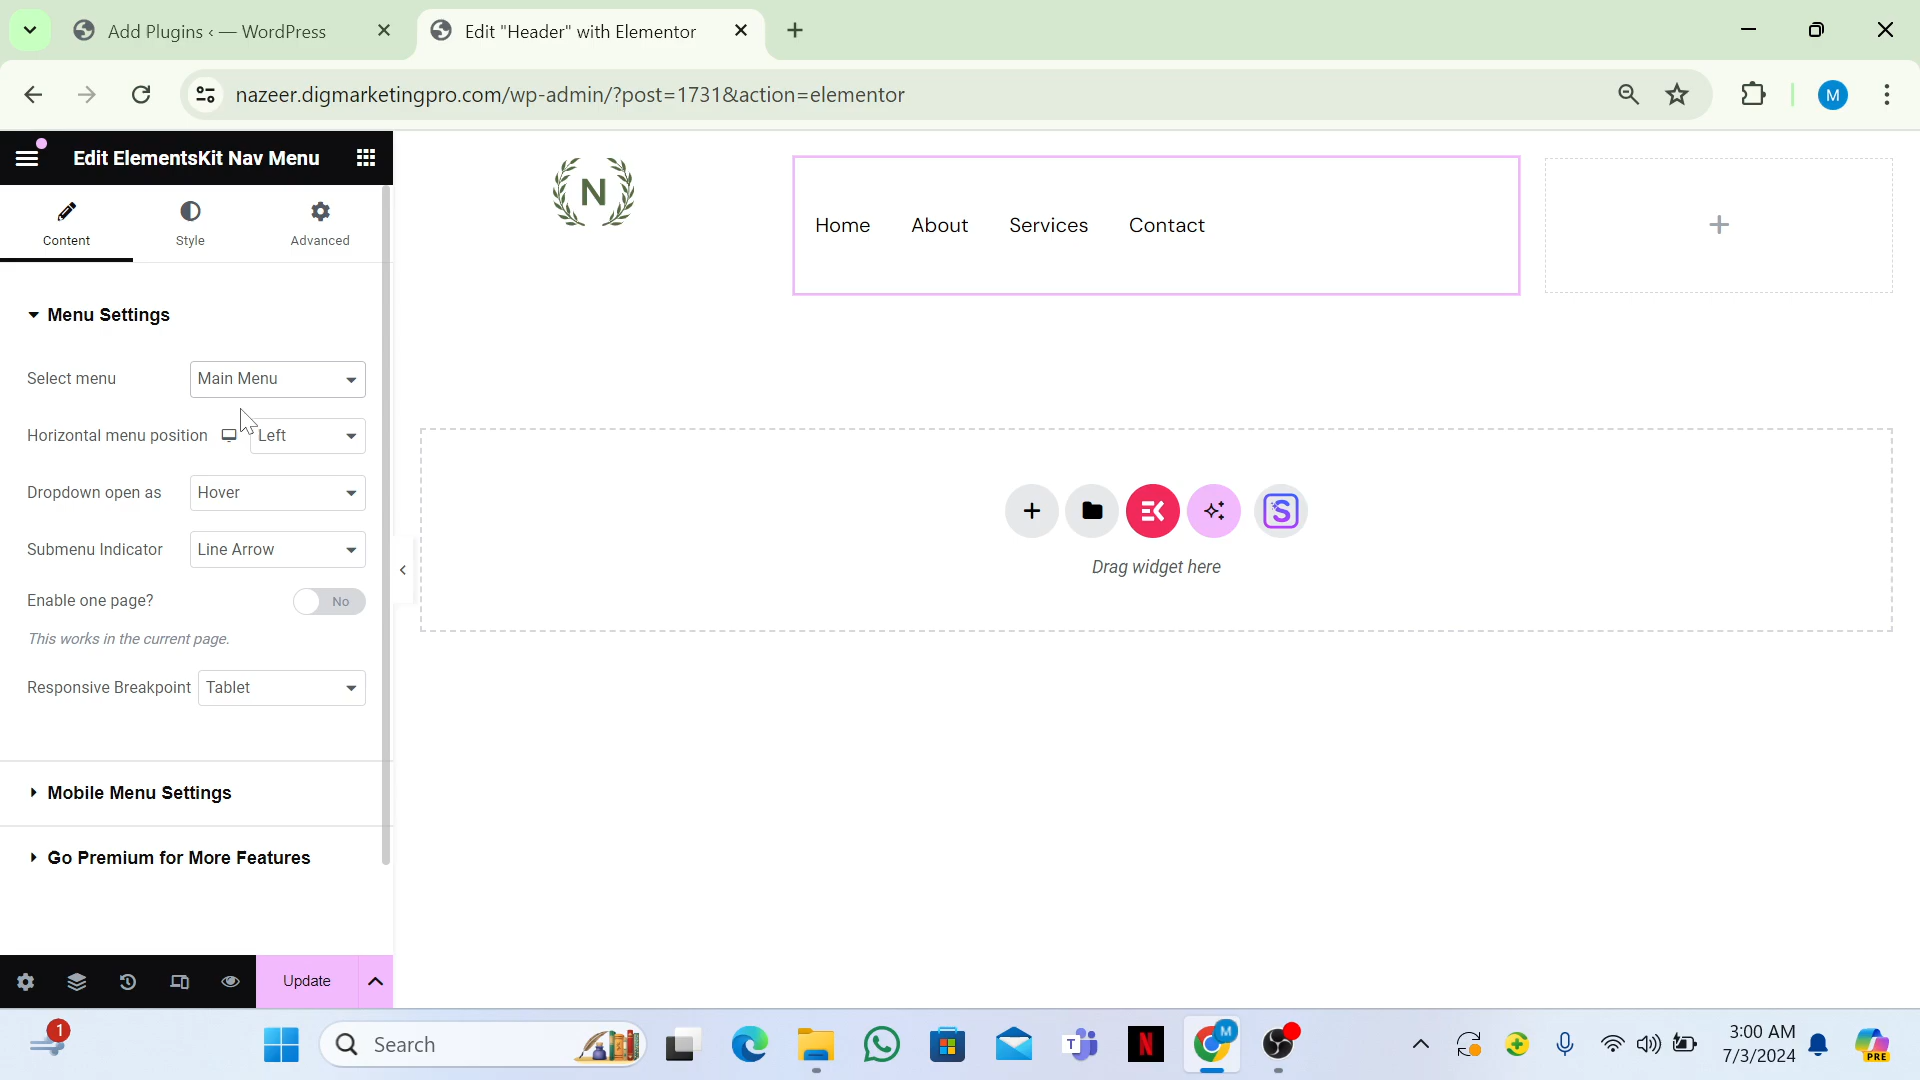 Add Plugins ‹ — WordPress
Edit "Header" with Elementor
nazeer.digmarketingpro.com/wp-admin/?post=1731&action=elementor
M
Edit ElementsKit Nav Menu
Content
Style
Advanced
Menu Settings
Select menu
Main Menu
Horizontal menu position
Left
Dropdown open as
Hover
Submenu Indicator
Line Arrow
Enable one page?
No
This works in the current page.
Responsive Breakpoint
Tablet
Mobile Menu Settings
Go Premium for More Features
Update
N
Home
About
Services
Contact
S
Drag widget here
1
Search
T
N
M
3:00 AM
7/3/2024
PRE